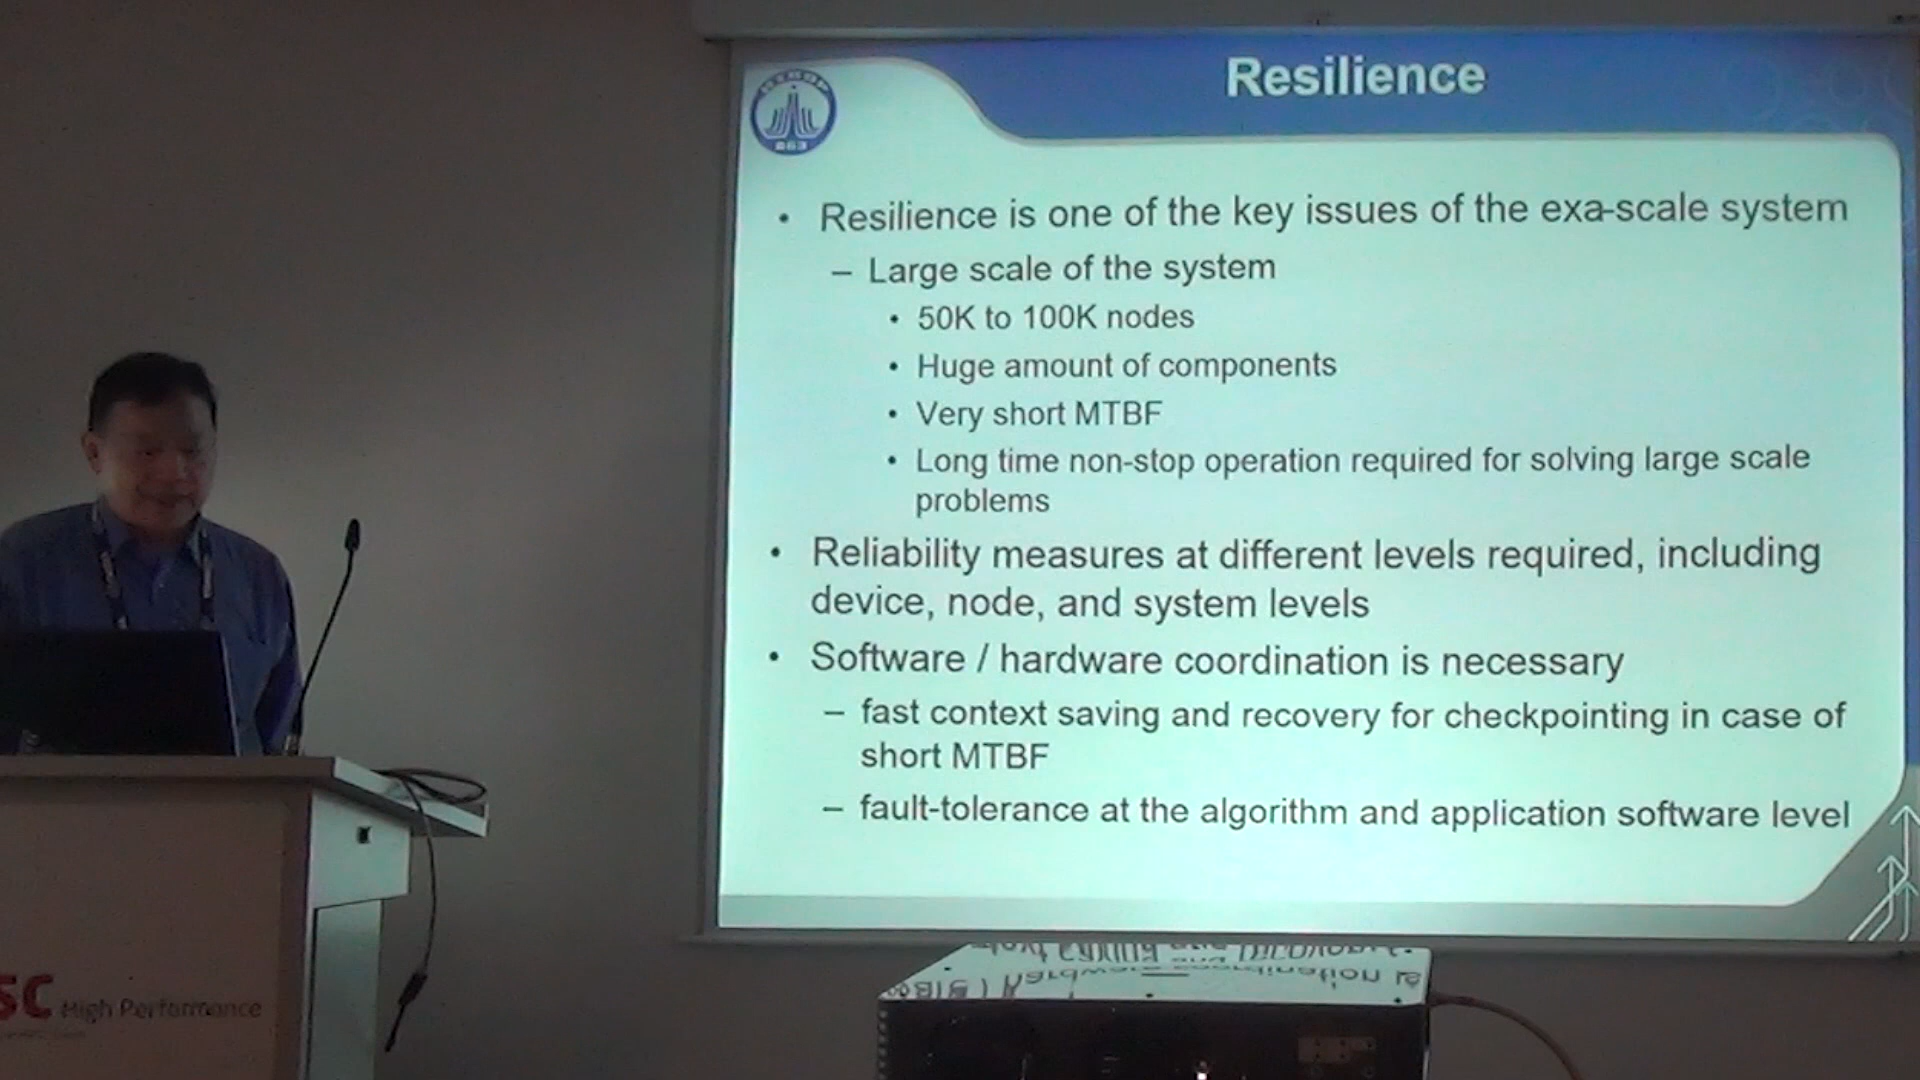 Resilience
863
• Resilience is one of the key issues of the exa-scale system
– Large scale of the system
• 50K to 100K nodes
• Huge amount of components
• Very short MTBF
• Long time non-stop operation required for solving large scale
problems
• Reliability measures at different levels required, including
device, node, and system levels
• Software / hardware coordination is necessary
– fast context saving and recovery for checkpointing in case of
short MTBF
– fault-tolerance at the algorithm and application software level
SC High Performance